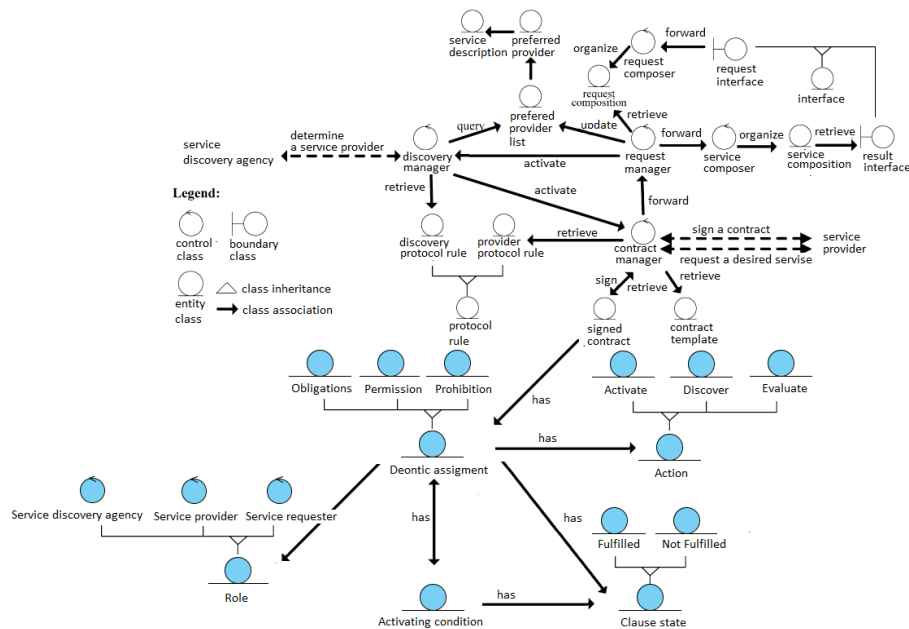 service
description
preferred
provider
organize
forward
request
composer
request
interface
interface
request
composition
prefered
provider
list
query
update
retrieve
service
discovery agency
determine
a service provider
discovery
manager
activate
request
manager
forward
service
composer
organize
service
composition
retrieve
result
interface
Legend:
retrieve
activate
forward
control
class
boundary
class
discovery
protocol rule
provider
protocol rule
retrieve
contract
manager
sign a contract
request a desired servise
service
provider
entity
class
class inheritance
class association
sign
retrieve
retrieve
protocol
rule
signed
contract
contract
template
Obligations
Permission
Prohibition
has
Activate
Discover
Evaluate
Deontic assigment
has
Action
Service discovery agency
Service provider
Service requester
has
has
Fulfilled
Not Fulfilled
Role
Activating condition
has
Clause state